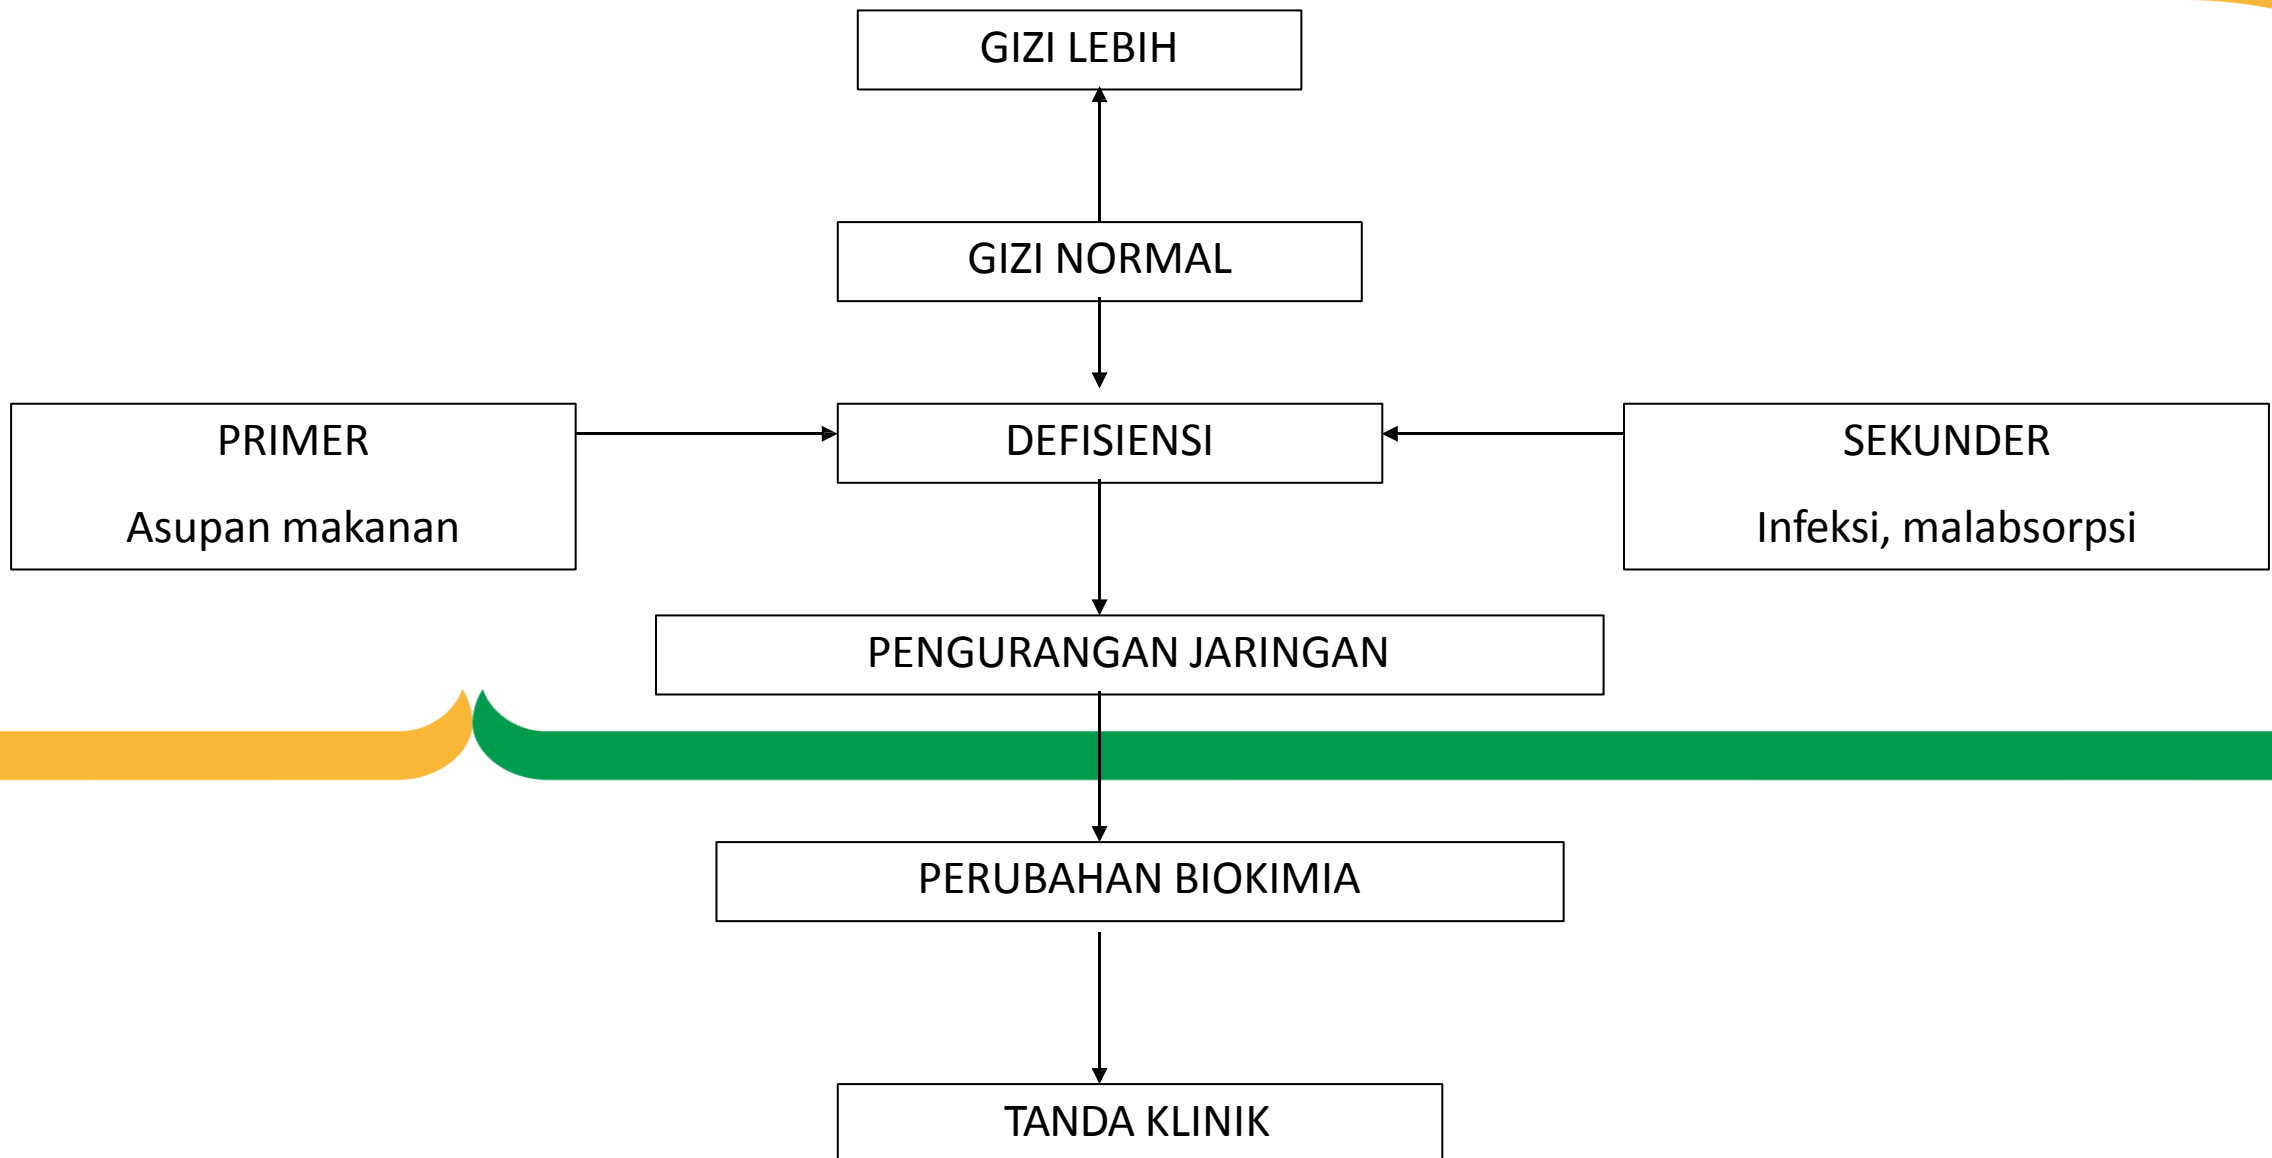 GIZI LEBIH
GIZI NORMAL
PRIMER
Asupan makanan
DEFISIENSI
SEKUNDER
Infeksi, malabsorpsi
PENGURANGAN JARINGAN
PERUBAHAN BIOKIMIA
TANDA KLINIK